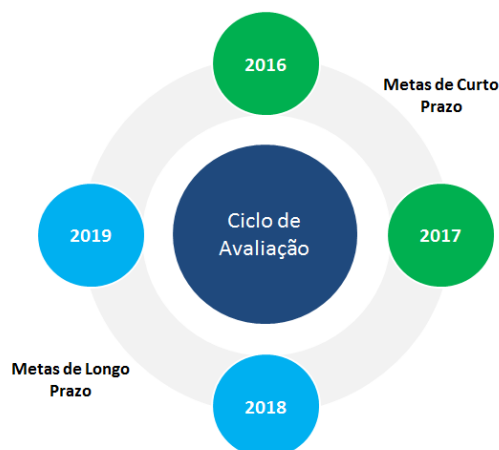 2016
Metas de Curto
Prazo
2019
Ciclo de
Avaliação
2017
Metas de Longo
Prazo
2018